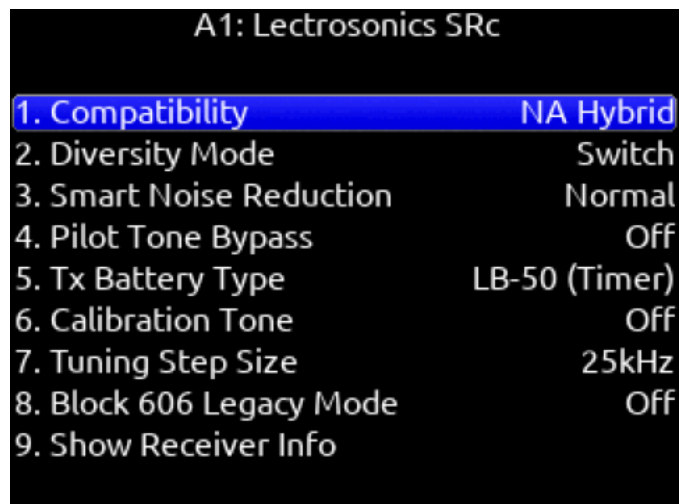 A1: Lectrosonics SRc
1. Compatibility NA Hybrid
2. Diversity Mode Switch
3. Smart Noise Reduction Normal
4. Pilot Tone Bypass Off
5. Tx Battery Type LB-50 (Timer)
6. Calibration Tone Off
7. Tuning Step Size 25kHz
8. Block 606 Legacy Mode Off
9. Show Receiver Info